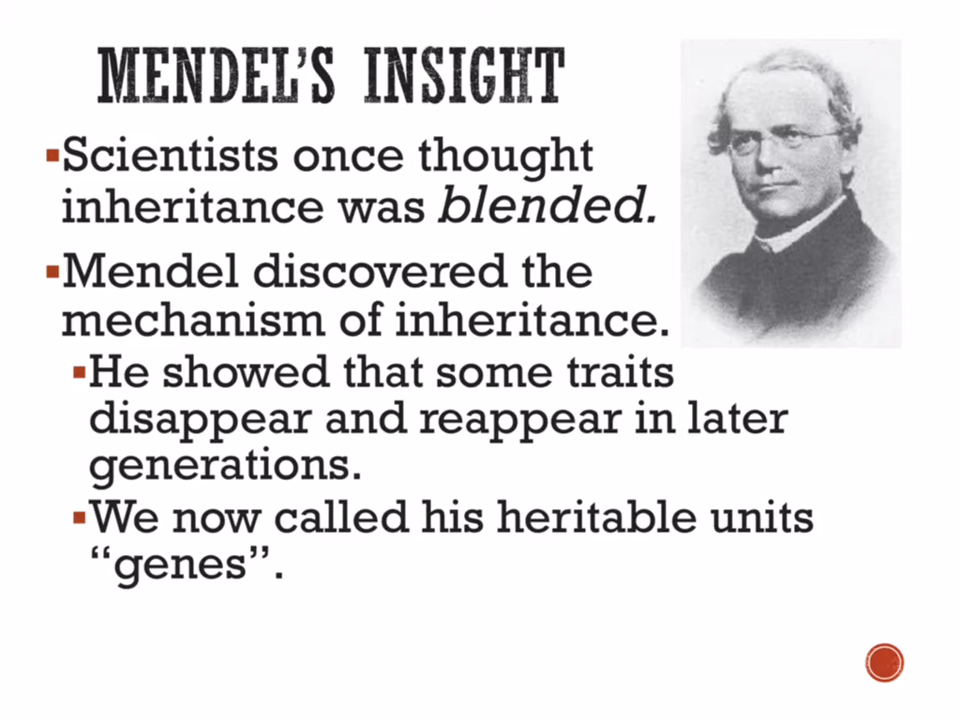 MENDEL’S INSIGHT
▪Scientists once thought
inheritance was blended.
▪Mendel discovered the
mechanism of inheritance.
▪He showed that some traits
disappear and reappear in later
generations.
▪We now called his heritable units
“genes”.